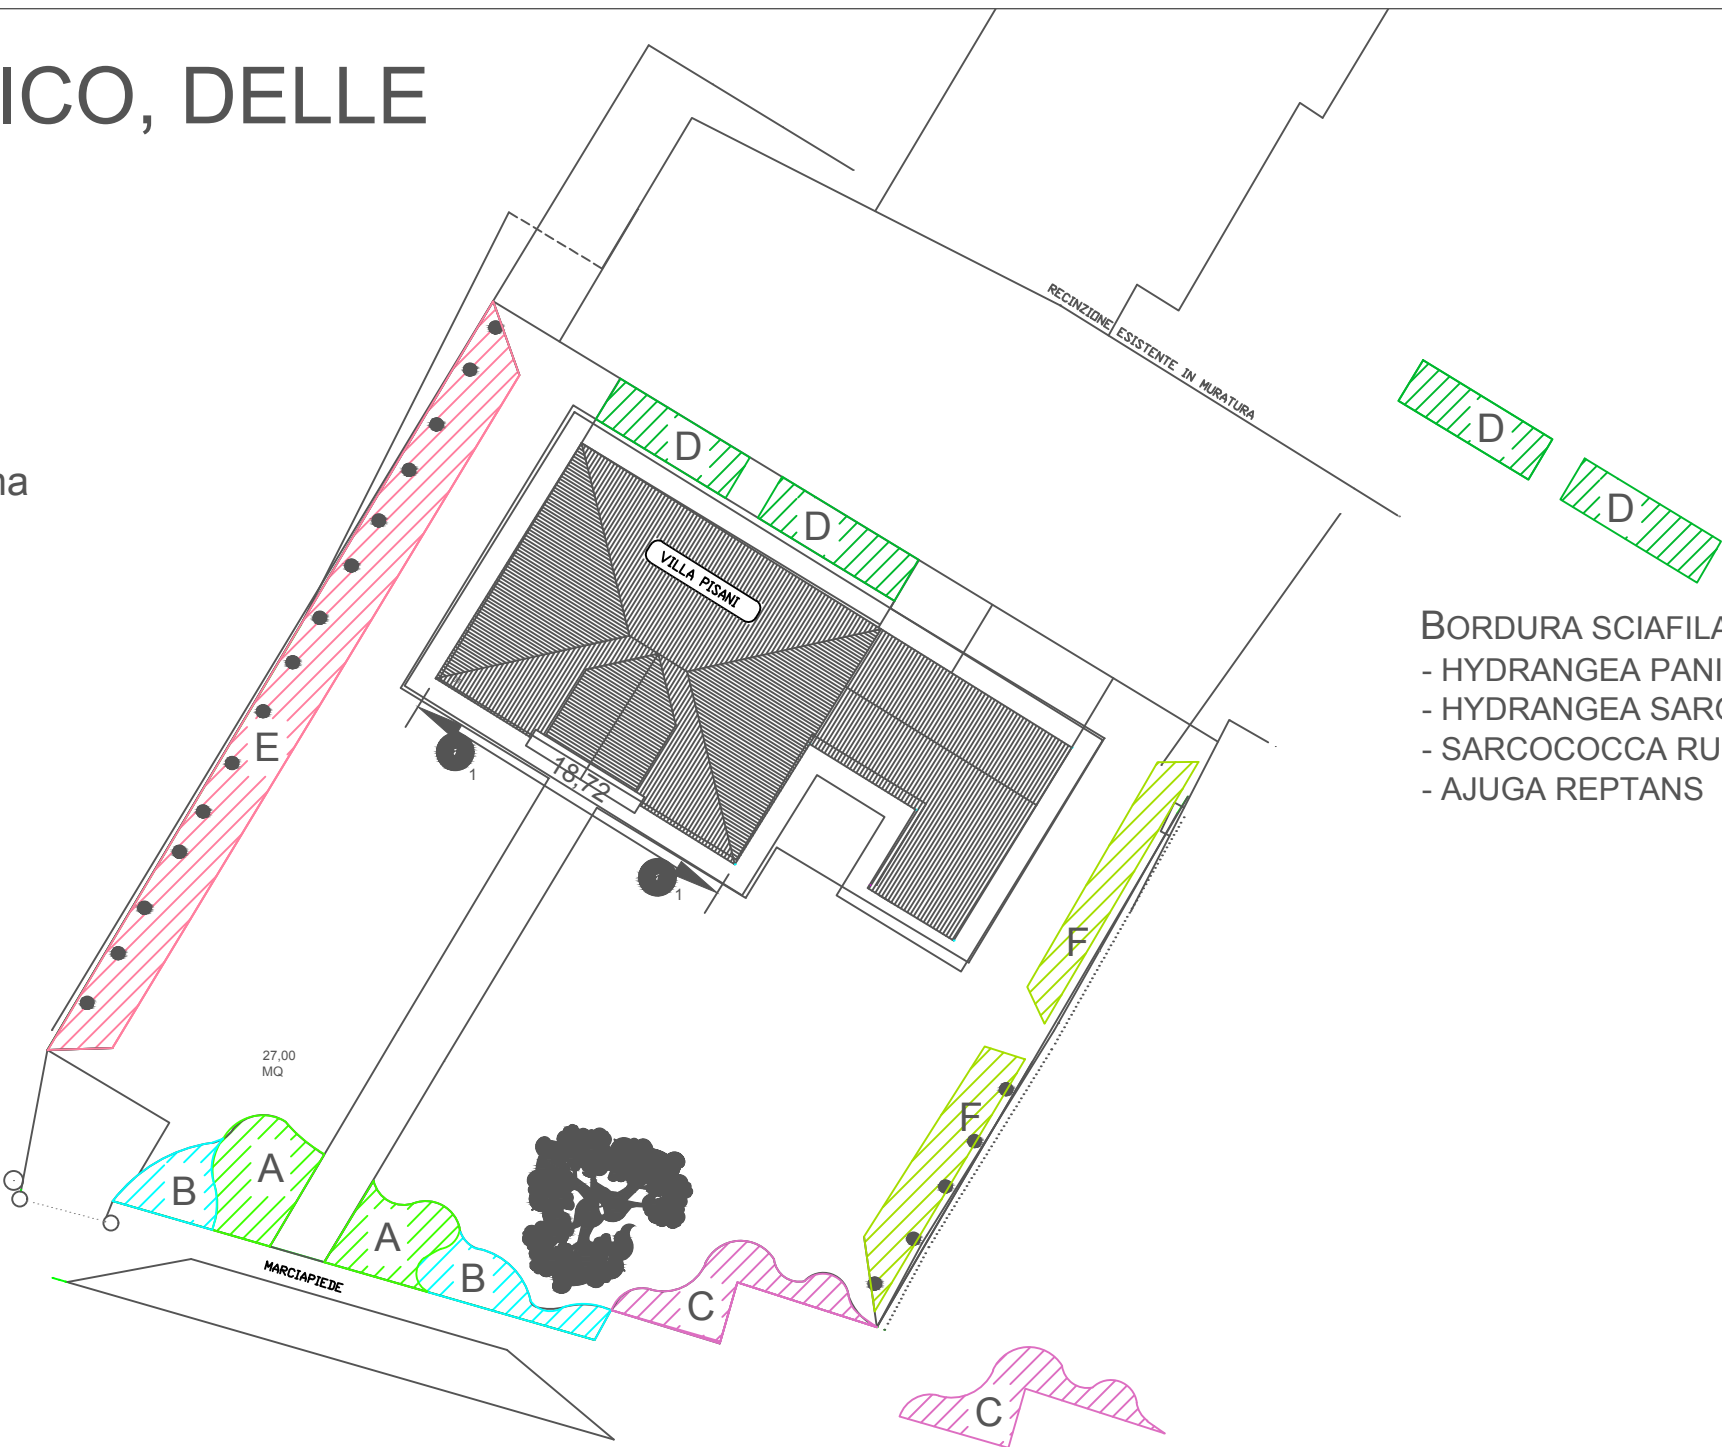 ICO, DELLE
RECINZIONE ESISTENTE IN MURATURA
na
D
D
D
D
VILLA PISANI
BORDURA SCIAFILA
- HYDRANGEA PANI
- HYDRANGEA SARC
- SARCOCOCCA RU
- AJUGA REPTANS
E
1
18,72
1
F
27,00
MQ
F
A
B
A
B
MARCIAPIEDE
C
C